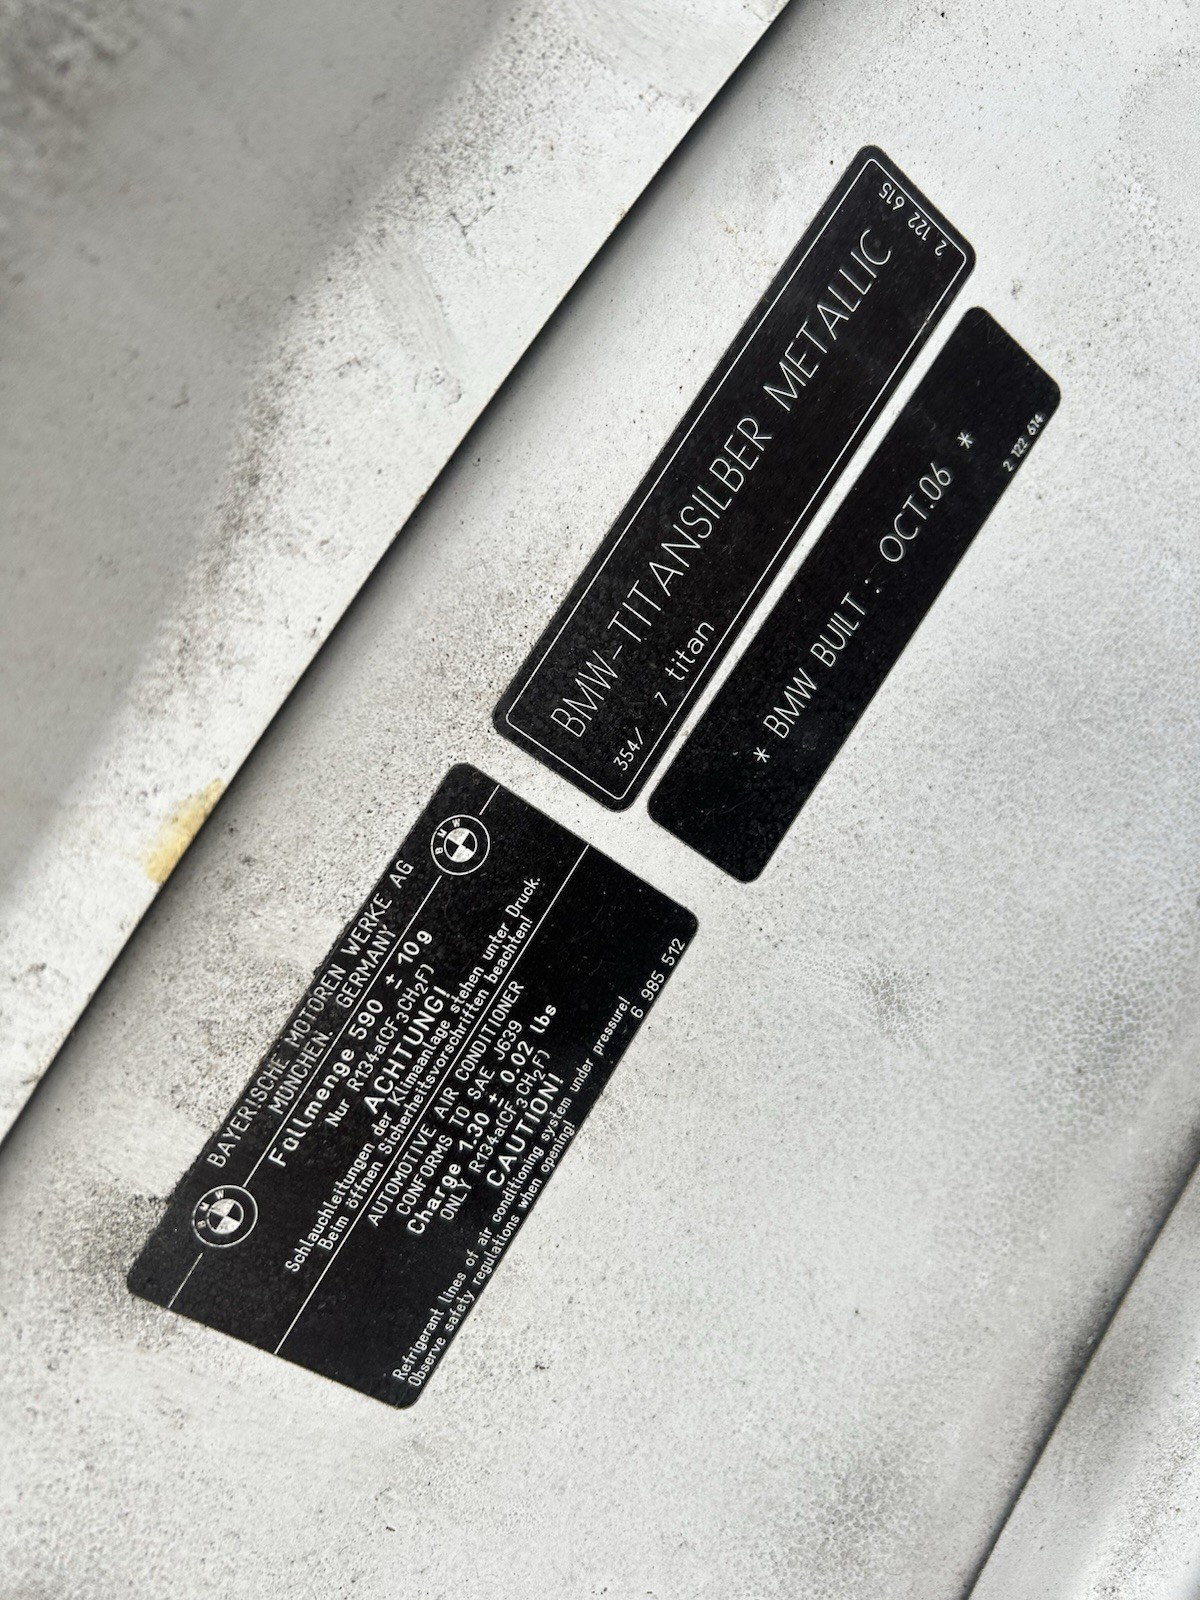 BMW-TITANSILBER METALLIC
354/ 7 titan
2 122 615
* BMW BUILT : OCT.06 *
2 122 614
BMW
BMW
BAYERISCHE MOTOREN WERKE AG
MÜNCHEN GERMANY
Füllmenge 590 ± 10g
Nur R134a(CF3CH2F)
ACHTUNG!
Schlauchleitungen der Klimaanlage stehen unter Druck.
Beim öffnen Sicherheitsvorschriften beachten!
AUTOMOTIVE AIR CONDITIONER
CONFORMS TO SAE J639
Charge 1.30 ± 0.02 lbs
ONLY R134a(CF3CH2F)
CAUTION!
Refrigerant lines of air conditioning system under pressure!
Observe safety regulations when opening!
6 985 512